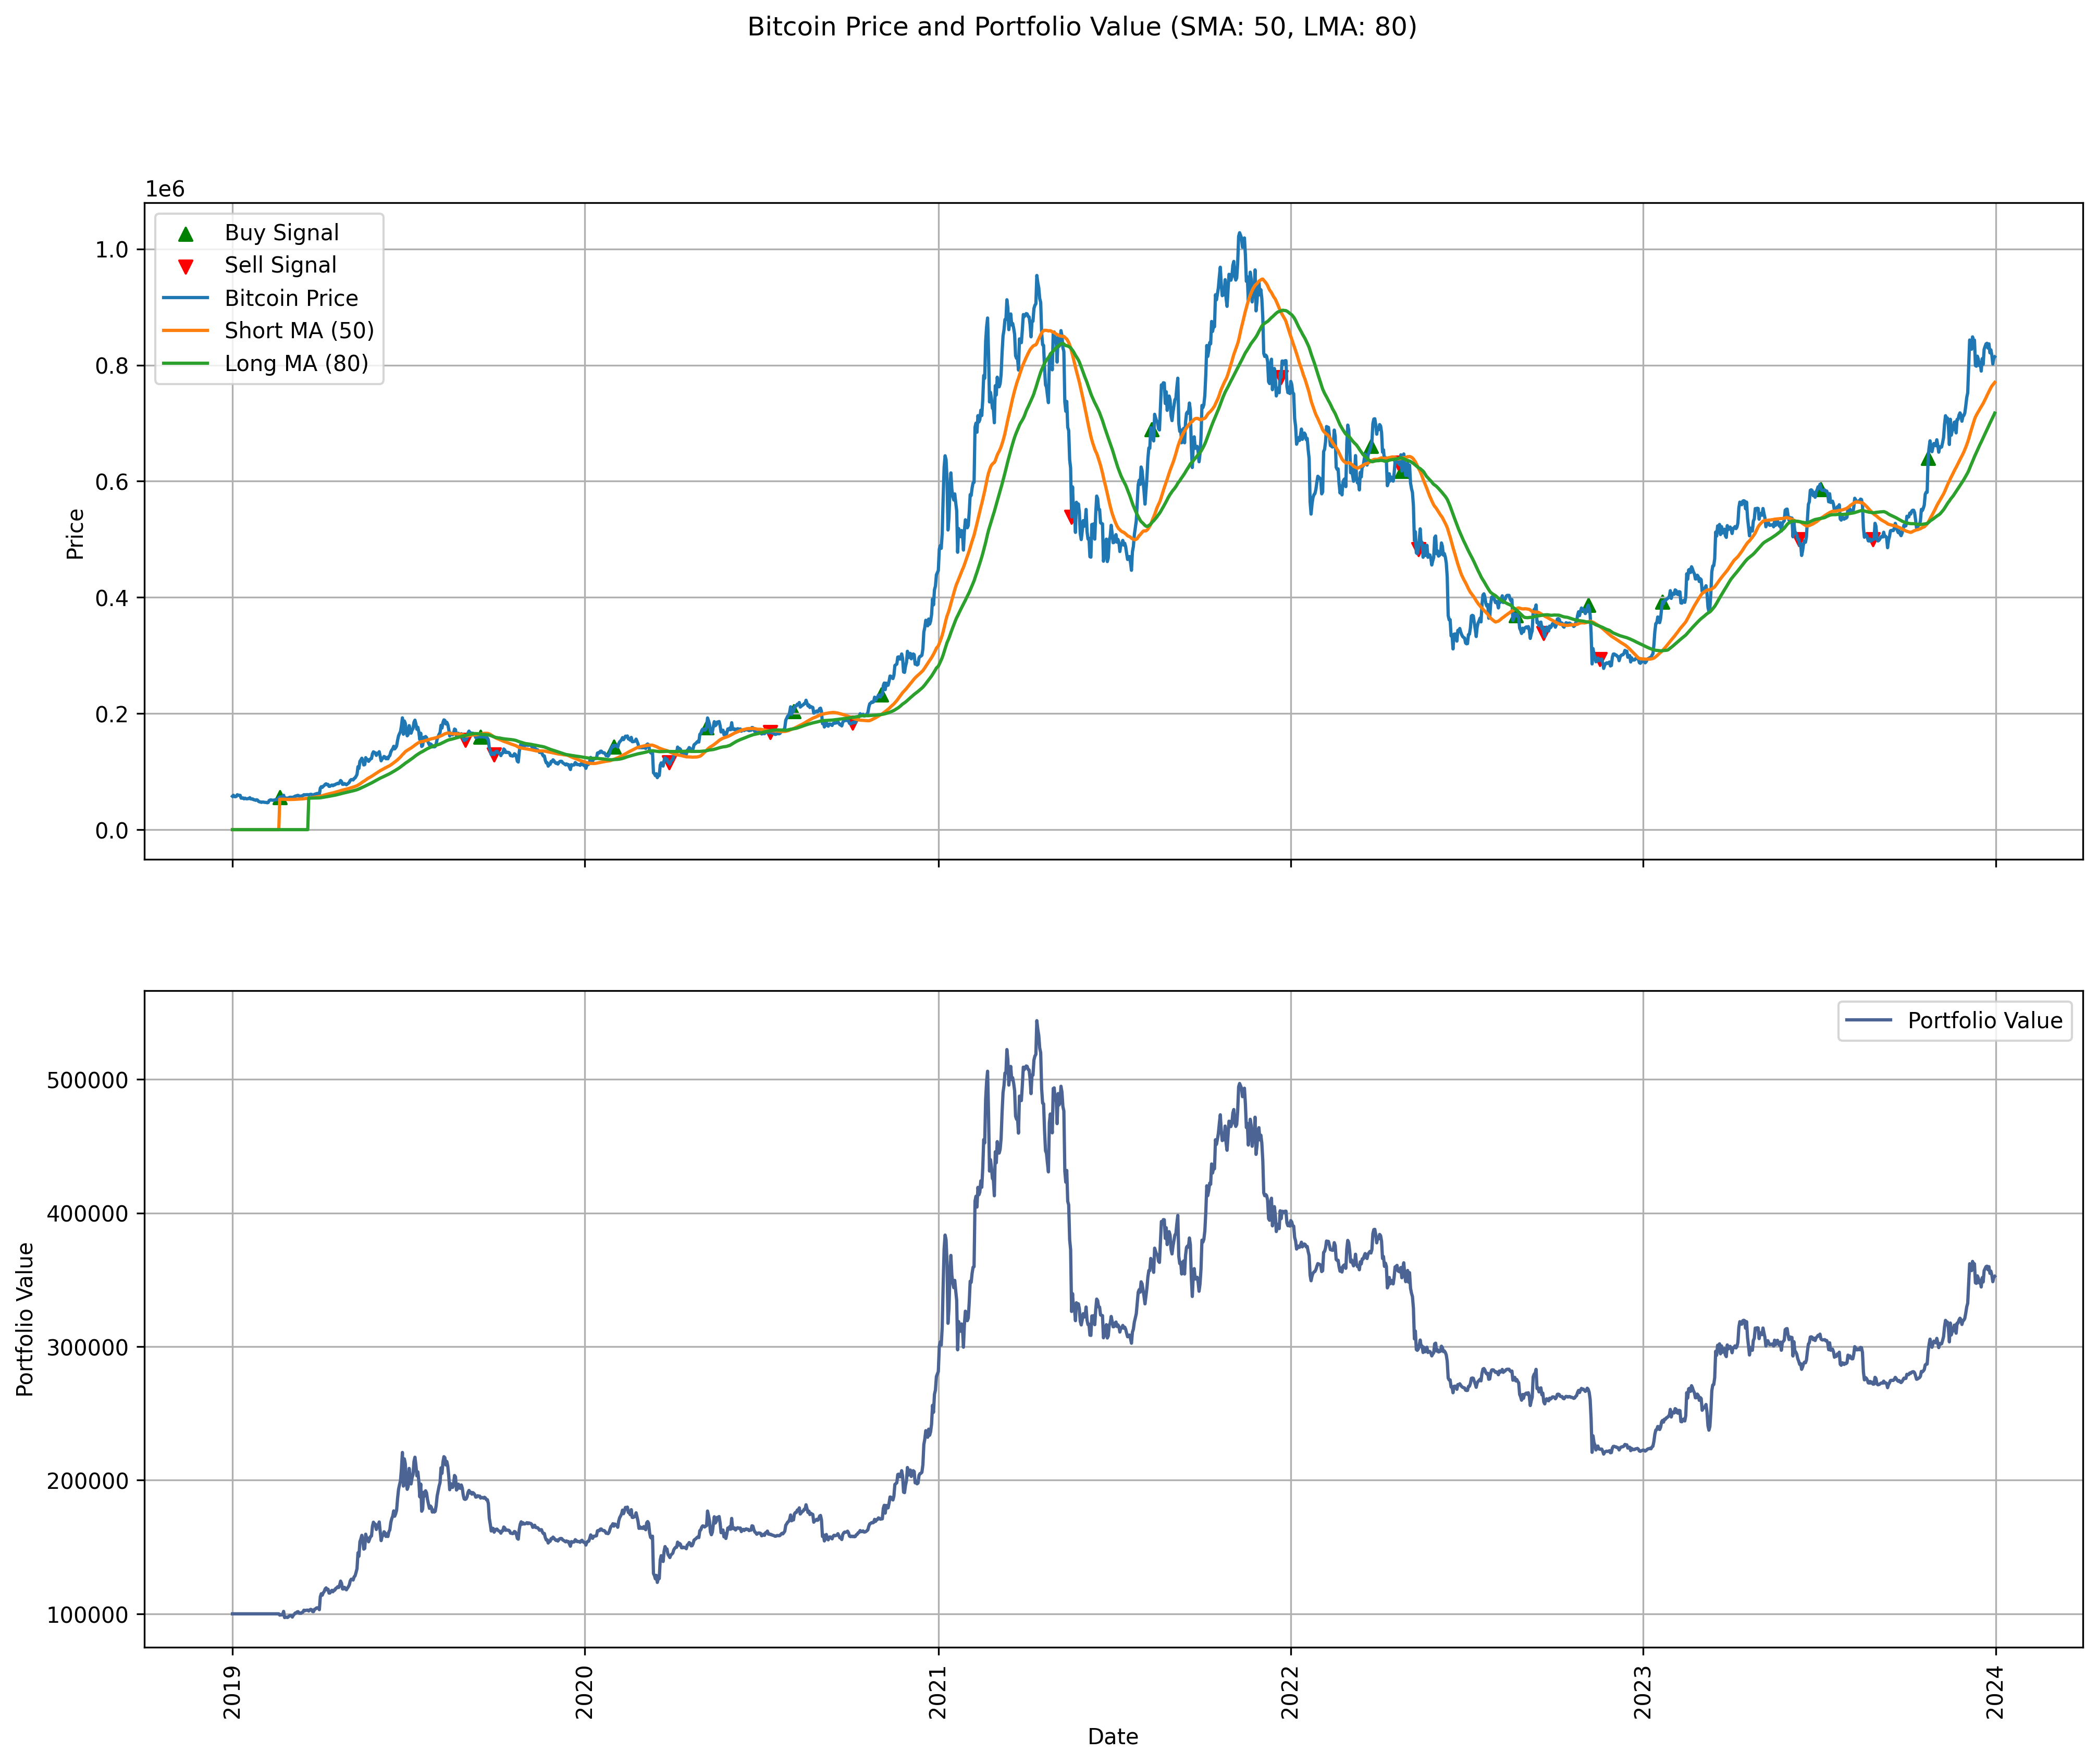 Bitcoin Price and Portfolio Value (SMA: 50, LMA: 80)
1e6
Buy Signal
Sell Signal
Bitcoin Price
Short MA (50)
Long MA (80)
Price
1.0
0.8
0.6
0.4
0.2
0.0
Portfolio Value
Portfolio Value
500000
400000
300000
200000
100000
2019
2020
2021
2022
2023
2024
Date